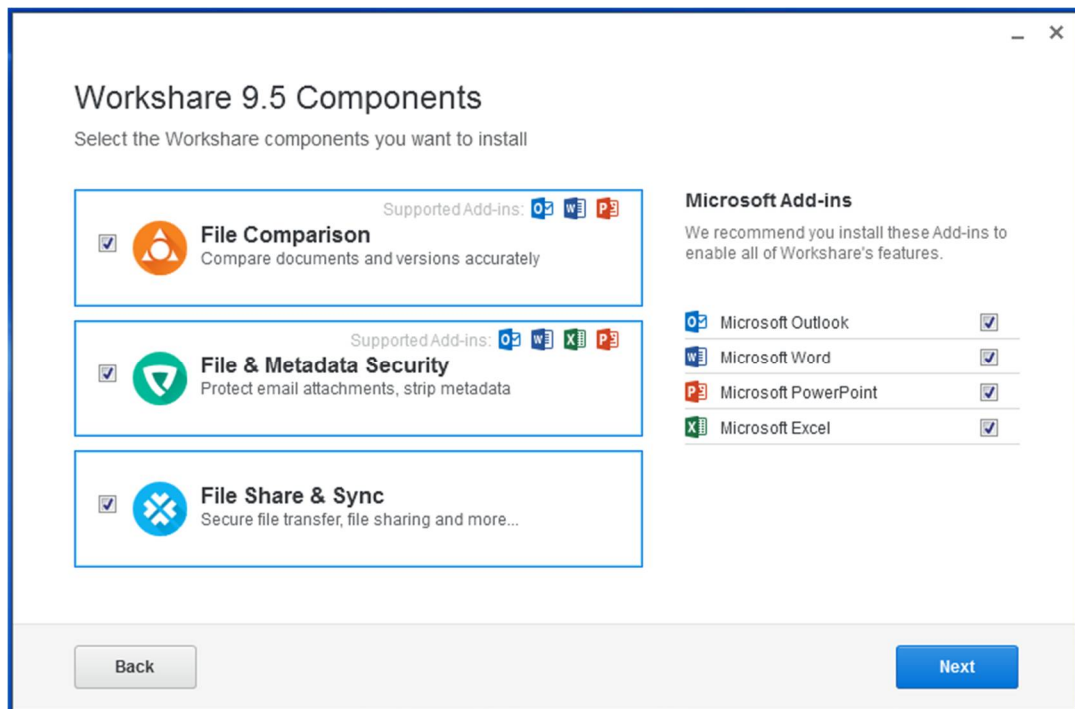 Workshare 9.5 Components
Select the Workshare components you want to install
Supported Add-ins:
File Comparison
Compare documents and versions accurately
Supported Add-ins:
File & Metadata Security
Protect email attachments, strip metadata
File Share & Sync
Secure file transfer, file sharing and more...
Microsoft Add-ins
We recommend you install these Add-ins to
enable all of Workshare's features.
Microsoft Outlook
Microsoft Word
Microsoft PowerPoint
Microsoft Excel
Back
Next